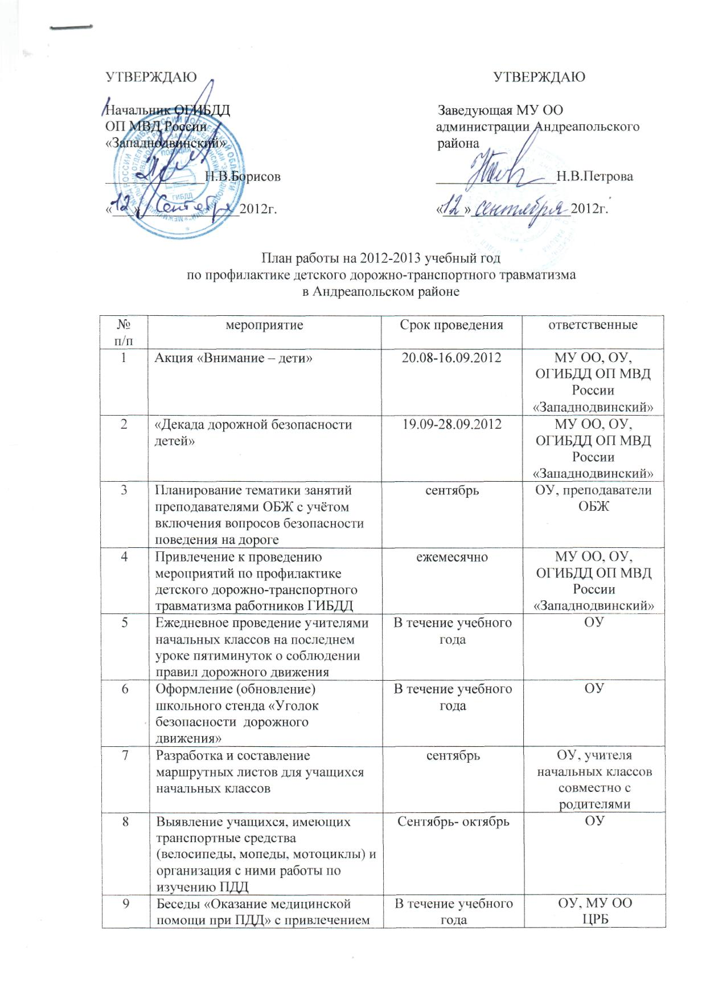 УТВЕРЖДАЮ УТВЕРЖДАЮ
Начальник ОГИБДД Заведующая МУ ОО
ОП МВД России администрации Андреапольского
«Западнодвинский» района
______________Н.В.Борисов _________________Н.В.Петрова
«12» Сентября 2012г. «12» сентября 2012г.
ПОЛИЦИЯ
ГИБДД
План работы на 2012-2013 учебный год
по профилактике детского дорожно-транспортного травматизма
в Андреапольском районе
№ мероприятие Срок проведения ответственные
п/п
1 Акция «Внимание – дети» 20.08-16.09.2012 МУ ОО, ОУ,
ОГИБДД ОП МВД
России
«Западнодвинский»
2 «Декада дорожной безопасности 19.09-28.09.2012 МУ ОО, ОУ,
детей» ОГИБДД ОП МВД
России
«Западнодвинский»
3 Планирование тематики занятий сентябрь ОУ, преподаватели
преподавателями ОБЖ с учётом ОБЖ
включения вопросов безопасности
поведения на дороге
4 Привлечение к проведению ежемесячно МУ ОО, ОУ,
мероприятий по профилактике ОГИБДД ОП МВД
детского дорожно-транспортного России
травматизма работников ГИБДД «Западнодвинский»
5 Ежедневное проведение учителями В течение учебного ОУ
начальных классов на последнем года
уроке пятиминуток о соблюдении
правил дорожного движения
6 Оформление (обновление) В течение учебного ОУ
школьного стенда «Уголок года
безопасности дорожного
движения»
7 Разработка и составление сентябрь ОУ, учителя
маршрутных листов для учащихся начальных классов
начальных классов совместно с
родителями
8 Выявление учащихся, имеющих Сентябрь- октябрь ОУ
транспортные средства
(велосипеды, мопеды, мотоциклы) и
организация с ними работы по
изучению ПДД
9 Беседы «Оказание медицинской В течение учебного ОУ, МУ ОО
помощи при ПДД» с привлечением года ЦРБ